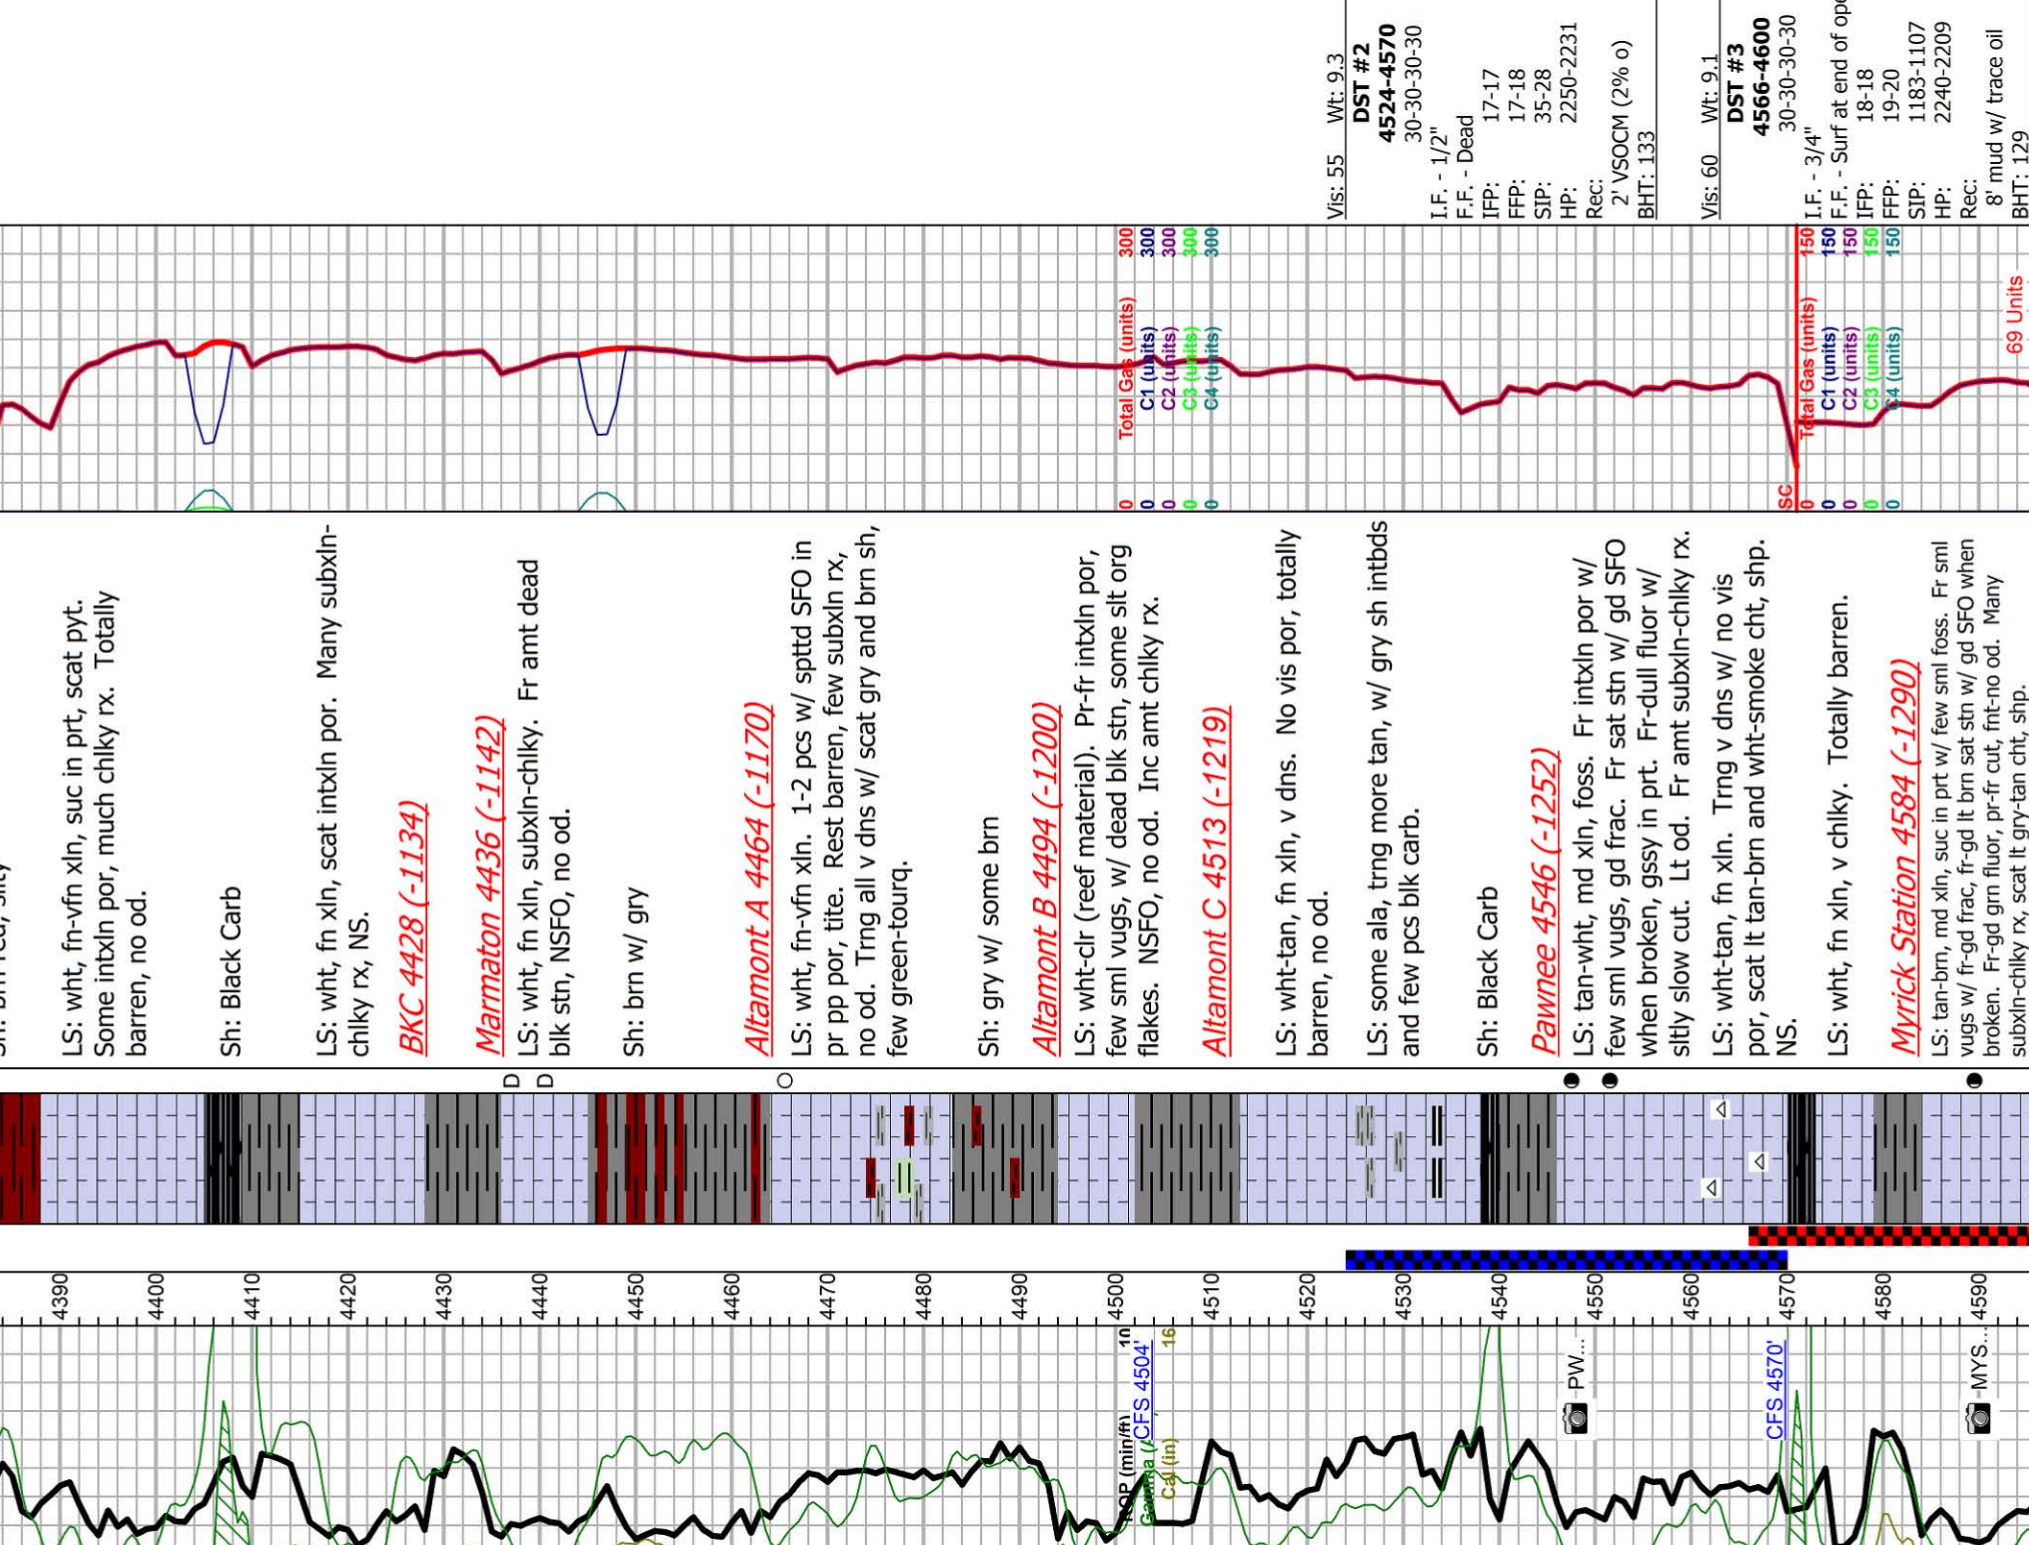 Vis: 55 Wt: 9.3
DST #2
4524-4570
30-30-30-30
I.F. - 1/2"
F.F. - Dead
IFP: 17-17
FFP: 17-18
SIP: 35-28
HP: 2250-2231
Rec:
2' VSOCM (2% o)
BHT: 133
Vis: 60 Wt: 9.1
DST #3
4566-4600
30-30-30-30
I.F. - 3/4"
F.F. - Surf at end of
IFP: 18-18
FFP: 19-20
SIP: 1183-1107
HP: 2240-2209
Rec:
8' mud w/ trace oil
BHT: 129
0 Total Gas (units) 300
0 C1 (units) 300
0 C2 (units) 300
0 C3 (units) 300
0 C4 (units) 300
SC
0 Total Gas (units) 150
0 C1 (units) 150
0 C2 (units) 150
0 C3 (units) 150
0 C4 (units) 150
69 Units
LS: wht, fn-vfn xln, suc in prt, scat pyt.
Some intxln por, much chlky rx. Totally
barren, no od.
Sh: Black Carb
LS: wht, fn xln, scat intxln por. Many subxln-
chlky rx, NS.
BKC 4428 (-1134)
Marmaton 4436 (-1142)
LS: wht, fn xln, subxln-chlky. Fr amt dead
blk stn, NSFO, no od.
Sh: brn w/ gry
Altamont A 4464 (-1170)
LS: wht, fn-vfn xln. 1-2 pcs w/ spttd SFO in
pr pp por, tite. Rest barren, few subxln rx,
no od. Trng all v dns w/ scat gry and brn sh,
few green-tourq.
Sh: gry w/ some brn
Altamont B 4494 (-1200)
LS: wht-clr (reef material). Pr-fr intxln por,
few sml vugs, w/ dead blk stn, some slt org
flakes. NSFO, no od. Inc amt chlky rx.
Altamont C 4513 (-1219)
LS: wht-tan, fn xln, v dns. No vis por, totally
barren, no od.
LS: some ala, trng more tan, w/ gry sh intbds
and few pcs blk carb.
Sh: Black Carb
Pawnee 4546 (-1252)
LS: tan-wht, md xln, foss. Fr intxln por w/
few sml vugs, gd frac. Fr sat stn w/ gd SFO
when broken, gssy in prt. Fr-dull fluor w/
sltly slow cut. Lt od. Fr amt subxln-chlky rx.
LS: wht-tan, fn xln. Trng v dns w/ no vis
por, scat lt tan-brn and wht-smoke cht, shp.
NS.
LS: wht, fn xln, v chlky. Totally barren.
Myrick Station 4584 (-1290)
LS: tan-brn, md xln, suc in prt w/ few sml foss. Fr sml
vugs w/ fr-gd frac, fr-gd lt brn sat stn w/ gd SFO when
broken. Fr-gd grn fluor, pr-fr cut, fnt-no od. Many
subxln-chlky rx, scat lt gry-tan cht, shp.
D
D
4390
4400
4410
4420
4430
4440
4450
4460
4470
4480
4490
4500
4510
4520
4530
4540
4550
4560
4570
4580
4590
ROP (min/ft) 10
CFS 4504'
Gamma
Cal (in) 16
PW...
CFS 4570'
MYS...